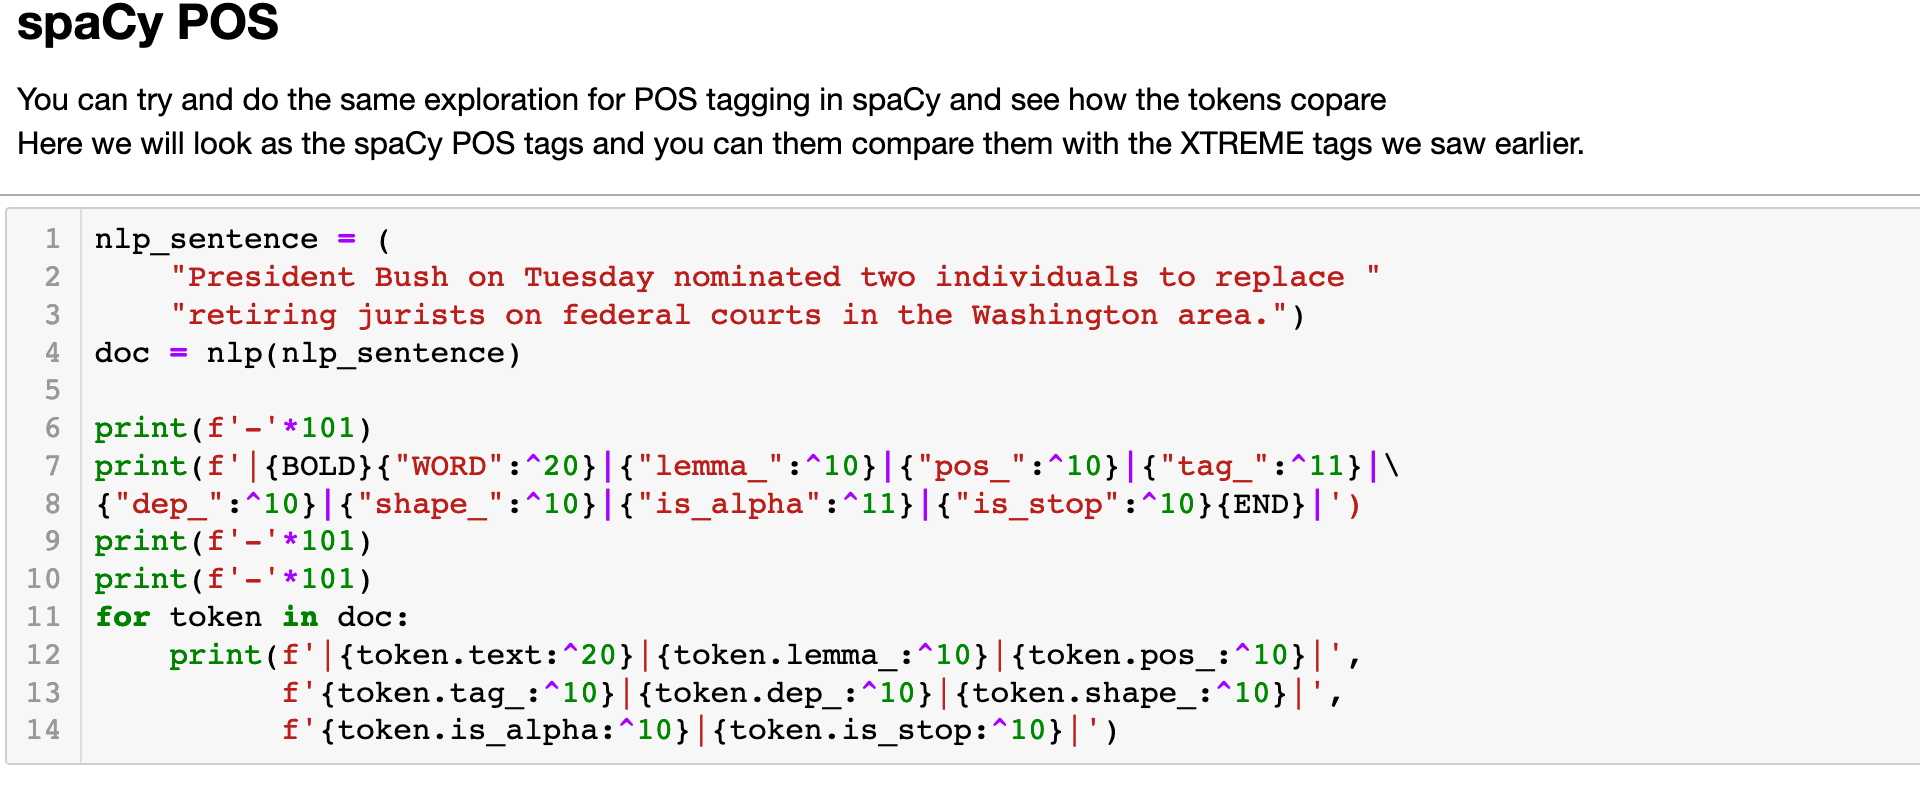 spaCy POS
You can try and do the same exploration for POS tagging in spaCy and see how the tokens copare
Here we will look as the spaCy POS tags and you can them compare them with the XTREME tags we saw earlier.
1 nlp_sentence = (
2     "President Bush on Tuesday nominated two individuals to replace "
3     "retiring jurists on federal courts in the Washington area.")
4 doc = nlp(nlp_sentence)
5
6 print(f'-'*101)
7 print(f'|{BOLD}{"WORD":^20}|{"lemma_":^10}|{"pos_":^10}|{"tag_":^11}|\
8 {"dep_":^10}|{"shape_":^10}|{"is_alpha":^11}|{"is_stop":^10}{END}|')
9 print(f'-'*101)
10 print(f'-'*101)
11 for token in doc:
12     print(f'|{token.text:^20}|{token.lemma_:^10}|{token.pos_:^10}|',
13           f'{token.tag_:^10}|{token.dep_:^10}|{token.shape_:^10}|',
14           f'{token.is_alpha:^10}|{token.is_stop:^10}|')